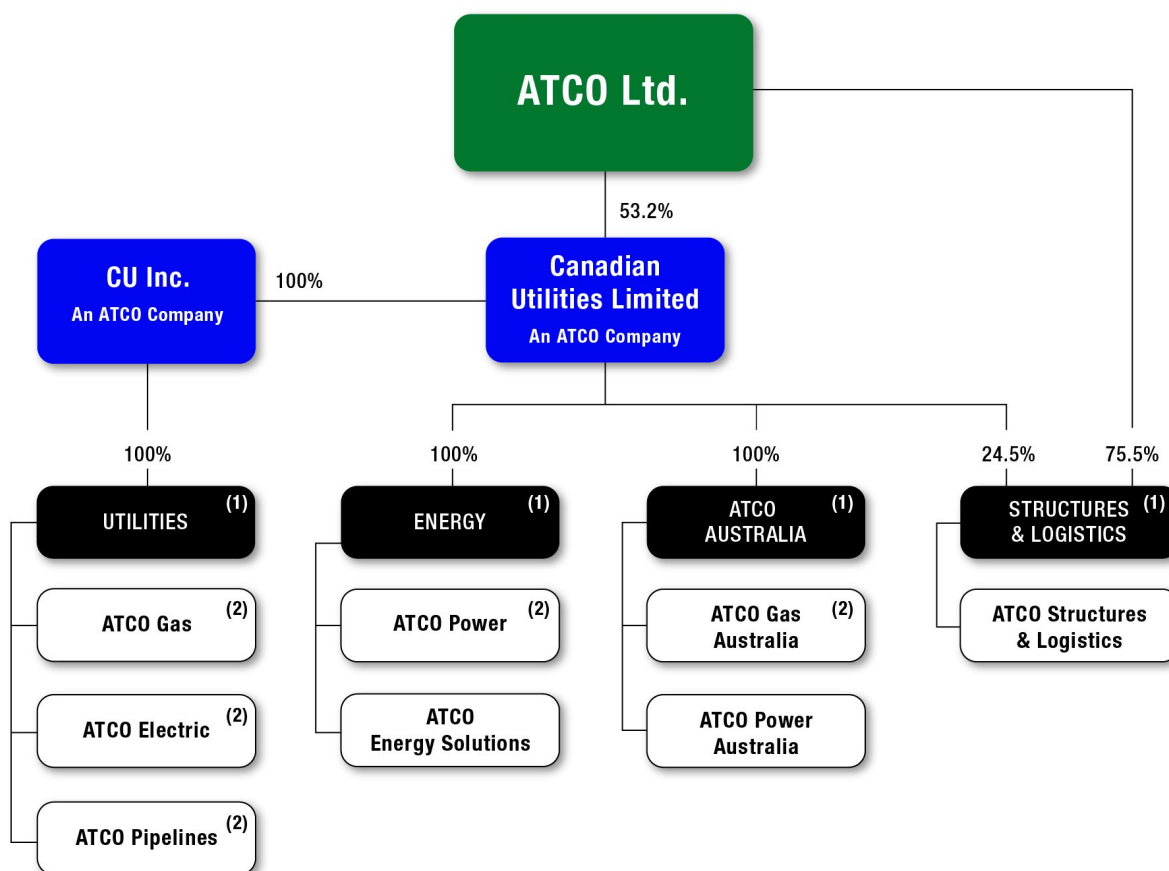 ATCO Ltd.
53.2%
CU Inc.
An ATCO Company
100%
Canadian
Utilities Limited
An ATCO Company
100%
100%
100%
24.5%
75.5%
UTILITIES (1)
ENERGY (1)
ATCO
AUSTRALIA (1)
STRUCTURES
& LOGISTICS (1)
ATCO Gas (2)
ATCO Power (2)
ATCO Gas
Australia (2)
ATCO Structures
& Logistics
ATCO Electric (2)
ATCO
Energy Solutions
ATCO Power
Australia
ATCO Pipelines (2)